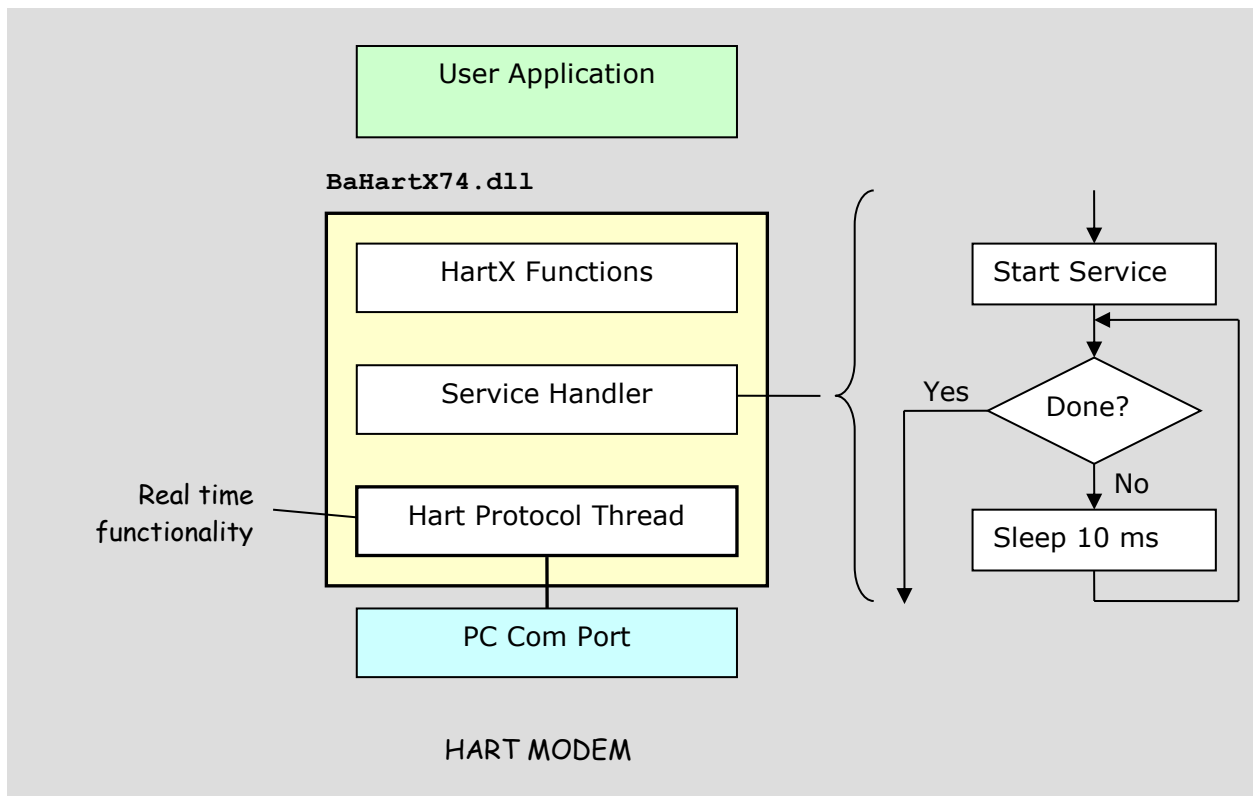 User Application
BaHartX74.dll
HartX Functions
Service Handler
Hart Protocol Thread
Real time
functionality
PC Com Port
HART MODEM
Start Service
Done?
Yes
No
Sleep 10 ms